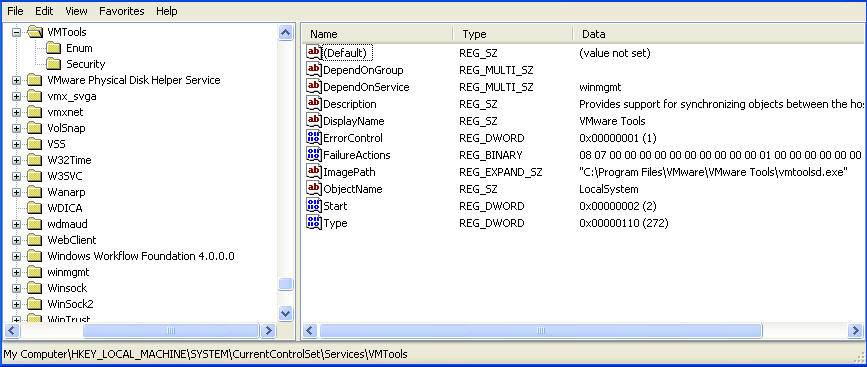 File Edit View Favorites Help
VMTools
Enum
Security
VMware Physical Disk Helper Service
vmx_svga
vmxnet
VolSnap
VSS
W32Time
W3SVC
Wanarp
WDICA
wdmaud
WebClient
Windows Workflow Foundation 4.0.0.0
winmgmt
Winsock
WinSock2
WinTrust
Name Type Data
(Default) REG_SZ (value not set)
DependOnGroup REG_MULTI_SZ
DependOnService REG_MULTI_SZ winmgmt
Description REG_SZ Provides support for synchronizing objects between the ho
DisplayName REG_SZ VMware Tools
ErrorControl REG_DWORD 0x00000001 (1)
FailureActions REG_BINARY 08 07 00 00 00 00 00 00 00 00 00 00 01 00 00 00 00 00
ImagePath REG_EXPAND_SZ "C:\Program Files\VMware\VMware Tools\vmtoolsd.exe"
ObjectName REG_SZ LocalSystem
Start REG_DWORD 0x00000002 (2)
Type REG_DWORD 0x00000110 (272)
My Computer\HKEY_LOCAL_MACHINE\SYSTEM\CurrentControlSet\Services\VMTools